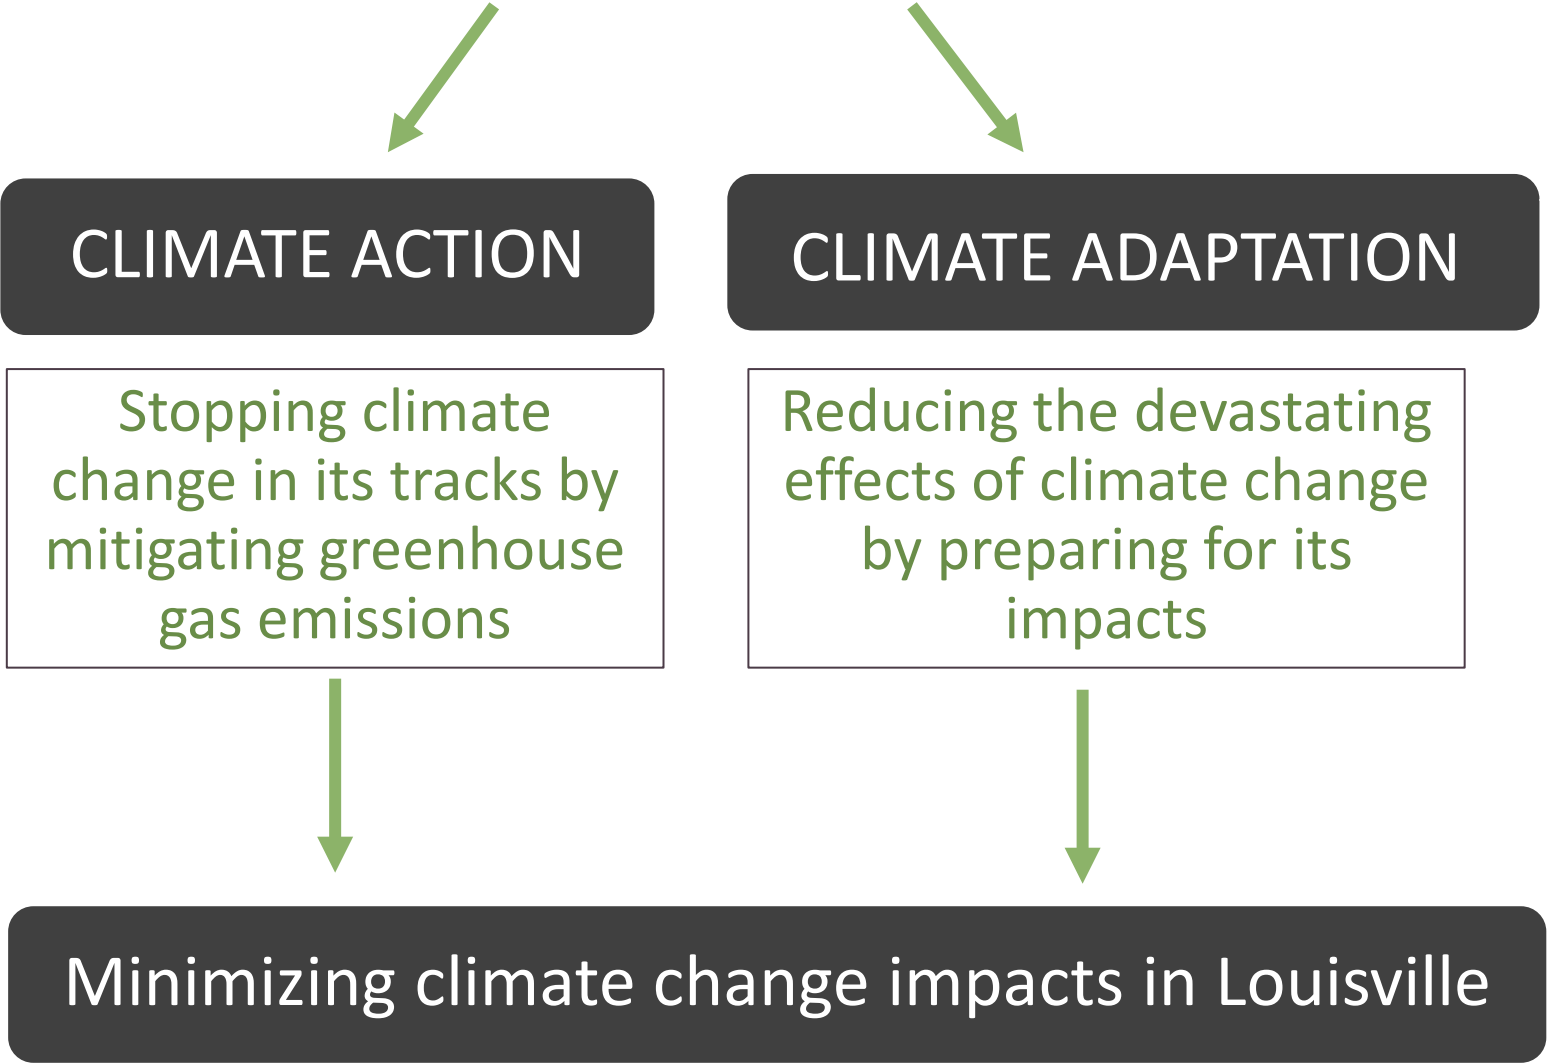 CLIMATE ACTION
Stopping climate
change in its tracks by
mitigating greenhouse
gas emissions
CLIMATE ADAPTATION
Reducing the devastating
effects of climate change
by preparing for its
impacts
Minimizing climate change impacts in Louisville